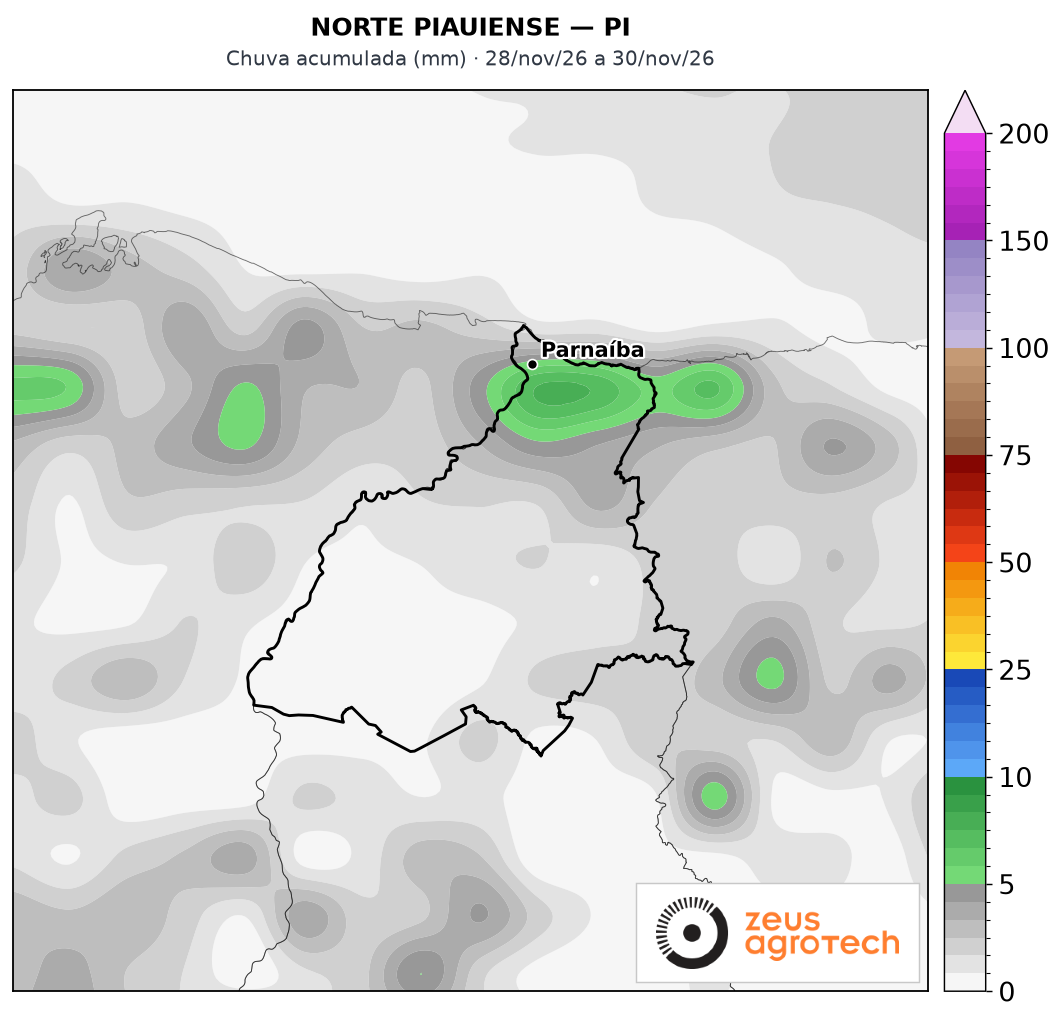 NORTE PIAUIENSE — PI
Chuva acumulada (mm) · 28/nov/26 a 30/nov/26
Parnaíba
200
150
100
75
50
25
10
5
0
zeus
agrotech